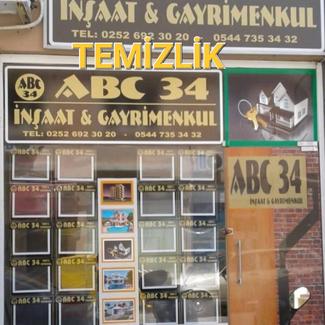 İNŞAAT & GAYRİMENKUL
TEL: 0252 692 30 20 - 0544 735 34 32
TEMİZLİK
ABC 34
ABC 34
İNŞAAT & GAYRİMENKUL
TEL: 0252 692 30 20 - 0544 735 34 32
ABC 34
İNŞAAT & GAYRİMENKUL